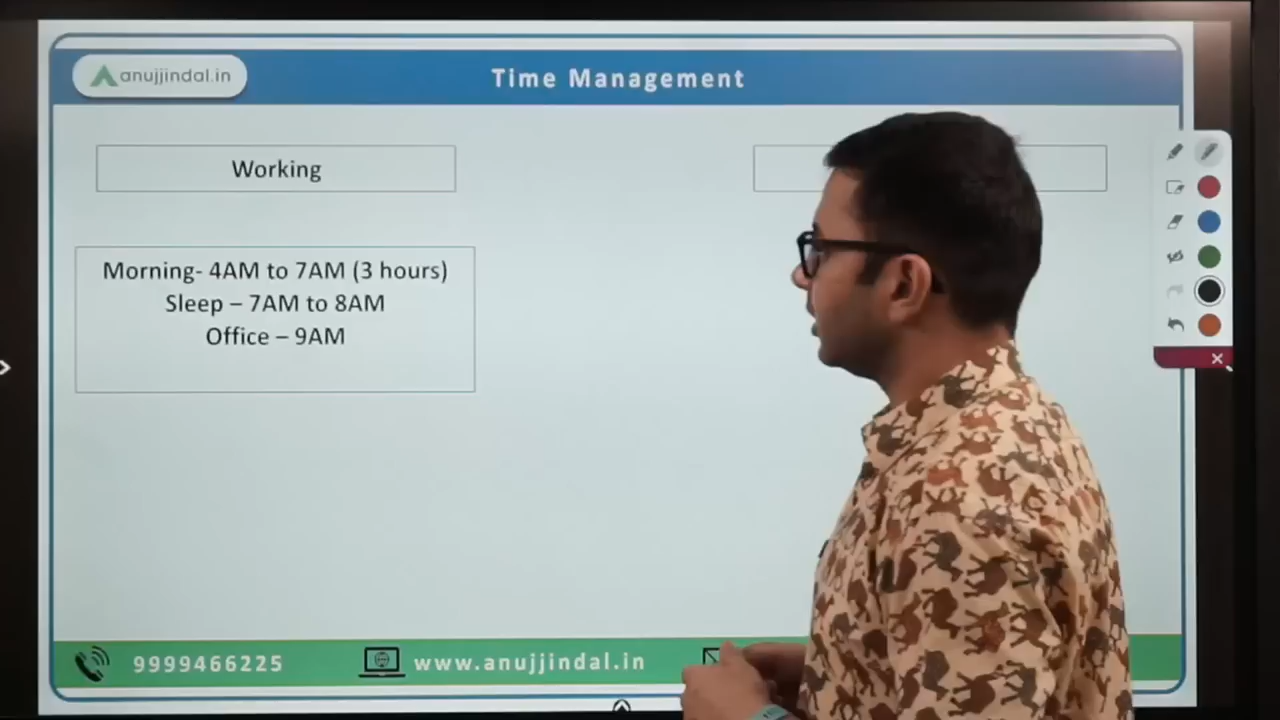 anujjindal.in
Time Management
Working
Morning- 4AM to 7AM (3 hours)
Sleep – 7AM to 8AM
Office – 9AM
9999466225
www.anujjindal.in